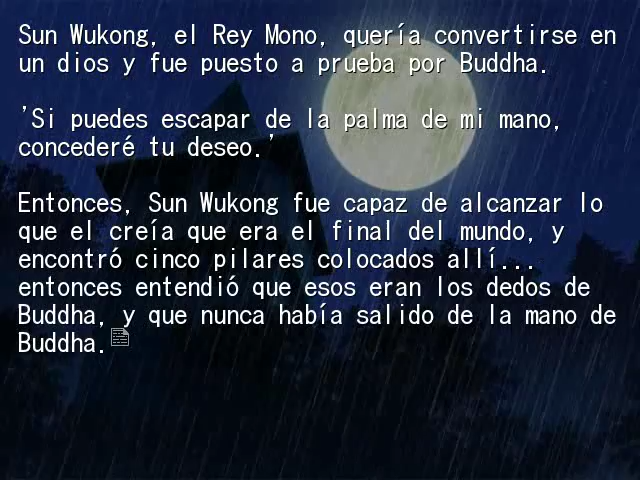 Sun Wukong, el Rey Mono, quería convertirse en
un dios y fue puesto a prueba por Buddha.
'Si puedes escapar de la palma de mi mano,
concederé tu deseo.'
Entonces, Sun Wukong fue capaz de alcanzar lo
que el creía que era el final del mundo, y
encontró cinco pilares colocados allí...
entonces entendió que esos eran los dedos de
Buddha, y que nunca había salido de la mano de
Buddha.